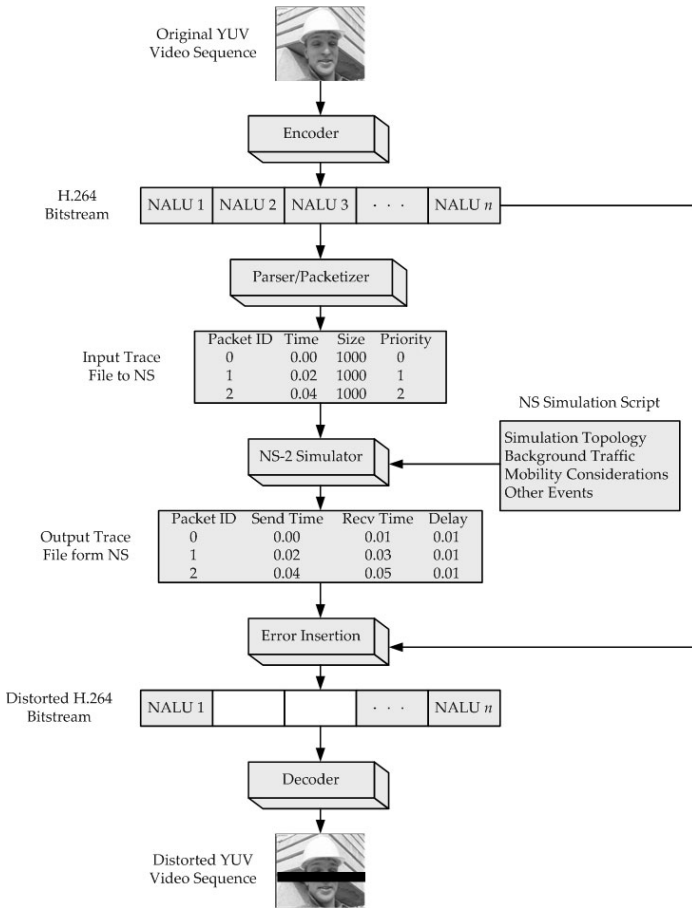 Original YUV
Video Sequence
Encoder
H.264
Bitstream
NALU 1 NALU 2 NALU 3 . . . NALU n
Parser/Packetizer
Input Trace
File to NS
Packet ID Time Size Priority
0 0.00 1000 0
1 0.02 1000 1
2 0.04 1000 2
NS Simulation Script
Simulation Topology
Background Traffic
Mobility Considerations
Other Events
NS-2 Simulator
Output Trace
File form NS
Packet ID Send Time Recv Time Delay
0 0.00 0.01 0.01
1 0.02 0.03 0.01
2 0.04 0.05 0.01
Error Insertion
Distorted H.264
Bitstream
NALU 1 . . . NALU n
Decoder
Distorted YUV
Video Sequence